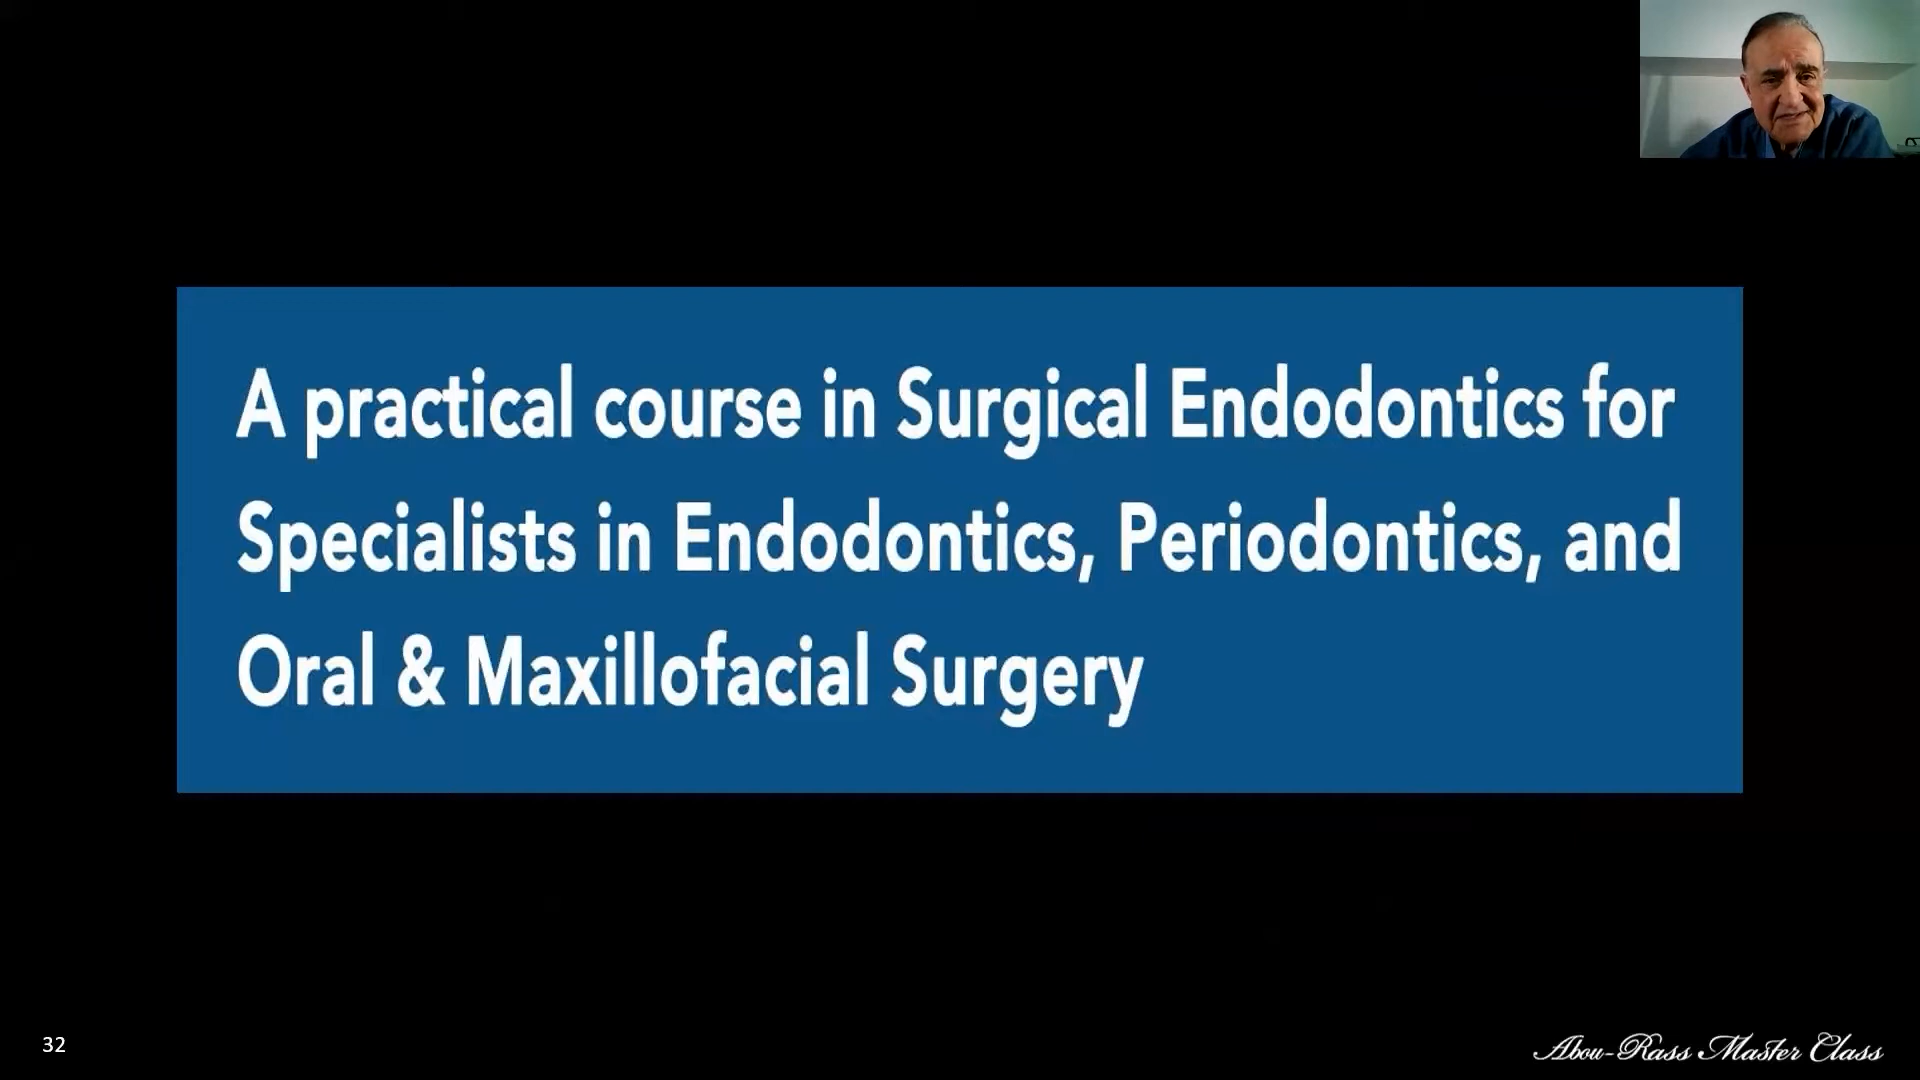 A practical course in Surgical Endodontics for
Specialists in Endodontics, Periodontics, and
Oral & Maxillofacial Surgery
32
Abou-Rass Master Class